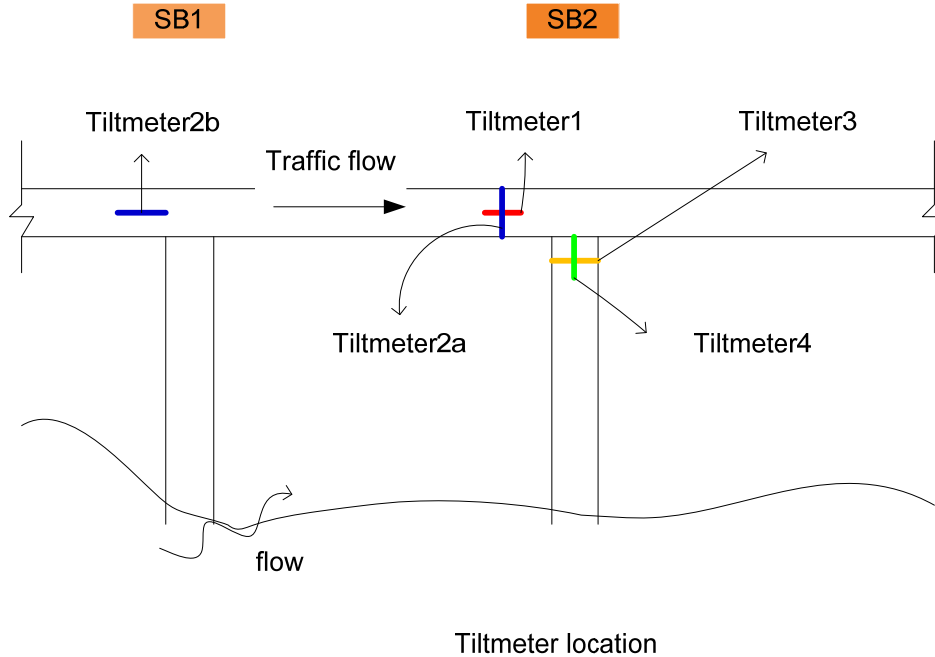 SB1
SB2
Tiltmeter2b
Tiltmeter1
Tiltmeter3
Traffic flow
Tiltmeter2a
Tiltmeter4
flow
Tiltmeter location